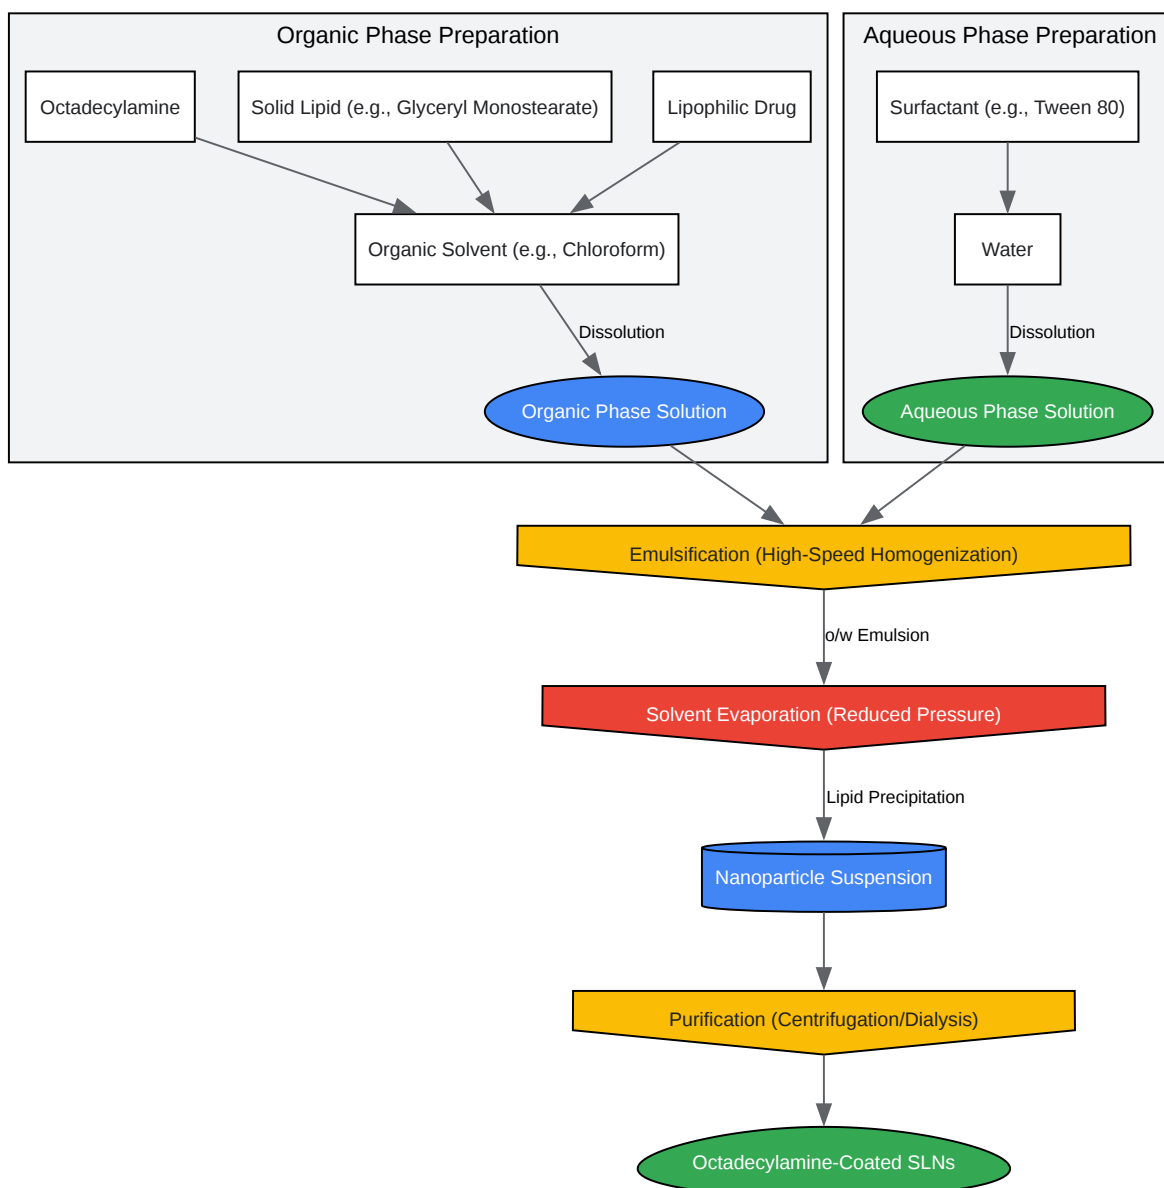 Organic Phase Preparation
Aqueous Phase Preparation
Octadecylamine
Solid Lipid (e.g., Glyceryl Monostearate)
Lipophilic Drug
Surfactant (e.g., Tween 80)
Organic Solvent (e.g., Chloroform)
Water
Dissolution
Dissolution
Organic Phase Solution
Aqueous Phase Solution
Emulsification (High-Speed Homogenization)
o/w Emulsion
Solvent Evaporation (Reduced Pressure)
Lipid Precipitation
Nanoparticle Suspension
Purification (Centrifugation/Dialysis)
Octadecylamine-Coated SLNs